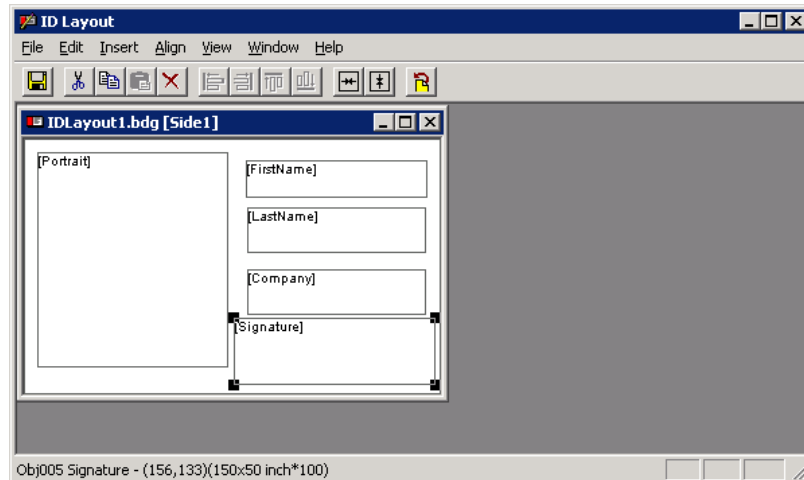 ID Layout
File Edit Insert Align View Window Help
IDLayout1.bdg [Side1]
[Portrait]
[FirstName]
[LastName]
[Company]
[Signature]
Obj005 Signature - (156,133)(150x50 inch*100)